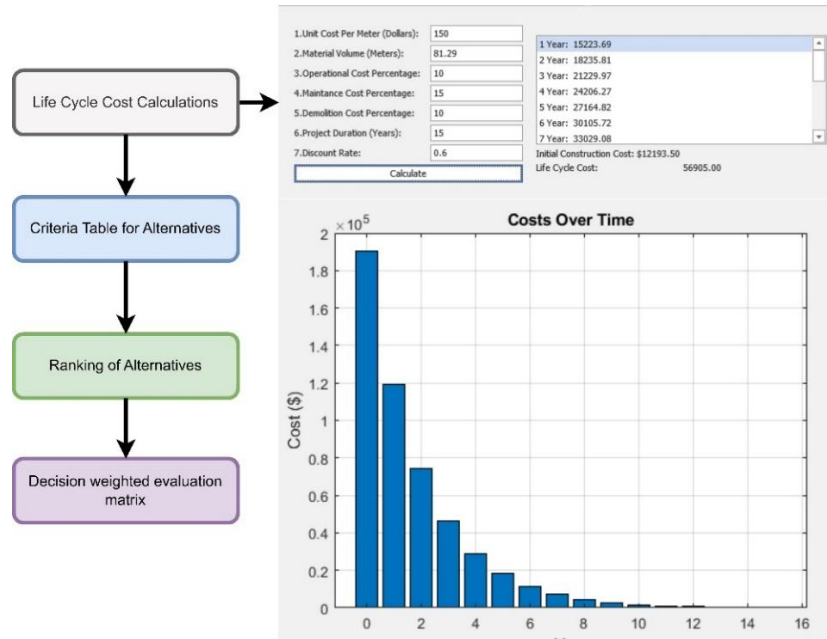 Life Cycle Cost Calculations
Criteria Table for Alternatives
Ranking of Alternatives
Decision weighted evaluation
matrix
1.Unit Cost Per Meter (Dollars): 150
2.Material Volume (Meters): 81.29
3.Operational Cost Percentage: 10
4.Maintance Cost Percentage: 15
5.Demolition Cost Percentage: 10
6.Project Duration (Years): 15
7.Discount Rate: 0.6
Calculate
1 Year: 15223.69
2 Year: 18235.81
3 Year: 21229.97
4 Year: 24206.27
5 Year: 27164.82
6 Year: 30105.72
7 Year: 33029.08
Initial Construction Cost: $12193.50
Life Cycle Cost: 56905.00
Costs Over Time
×10^5
Cost ($)
2
1.8
1.6
1.4
1.2
1
0.8
0.6
0.4
0.2
0
0 2 4 6 8 10 12 14 16